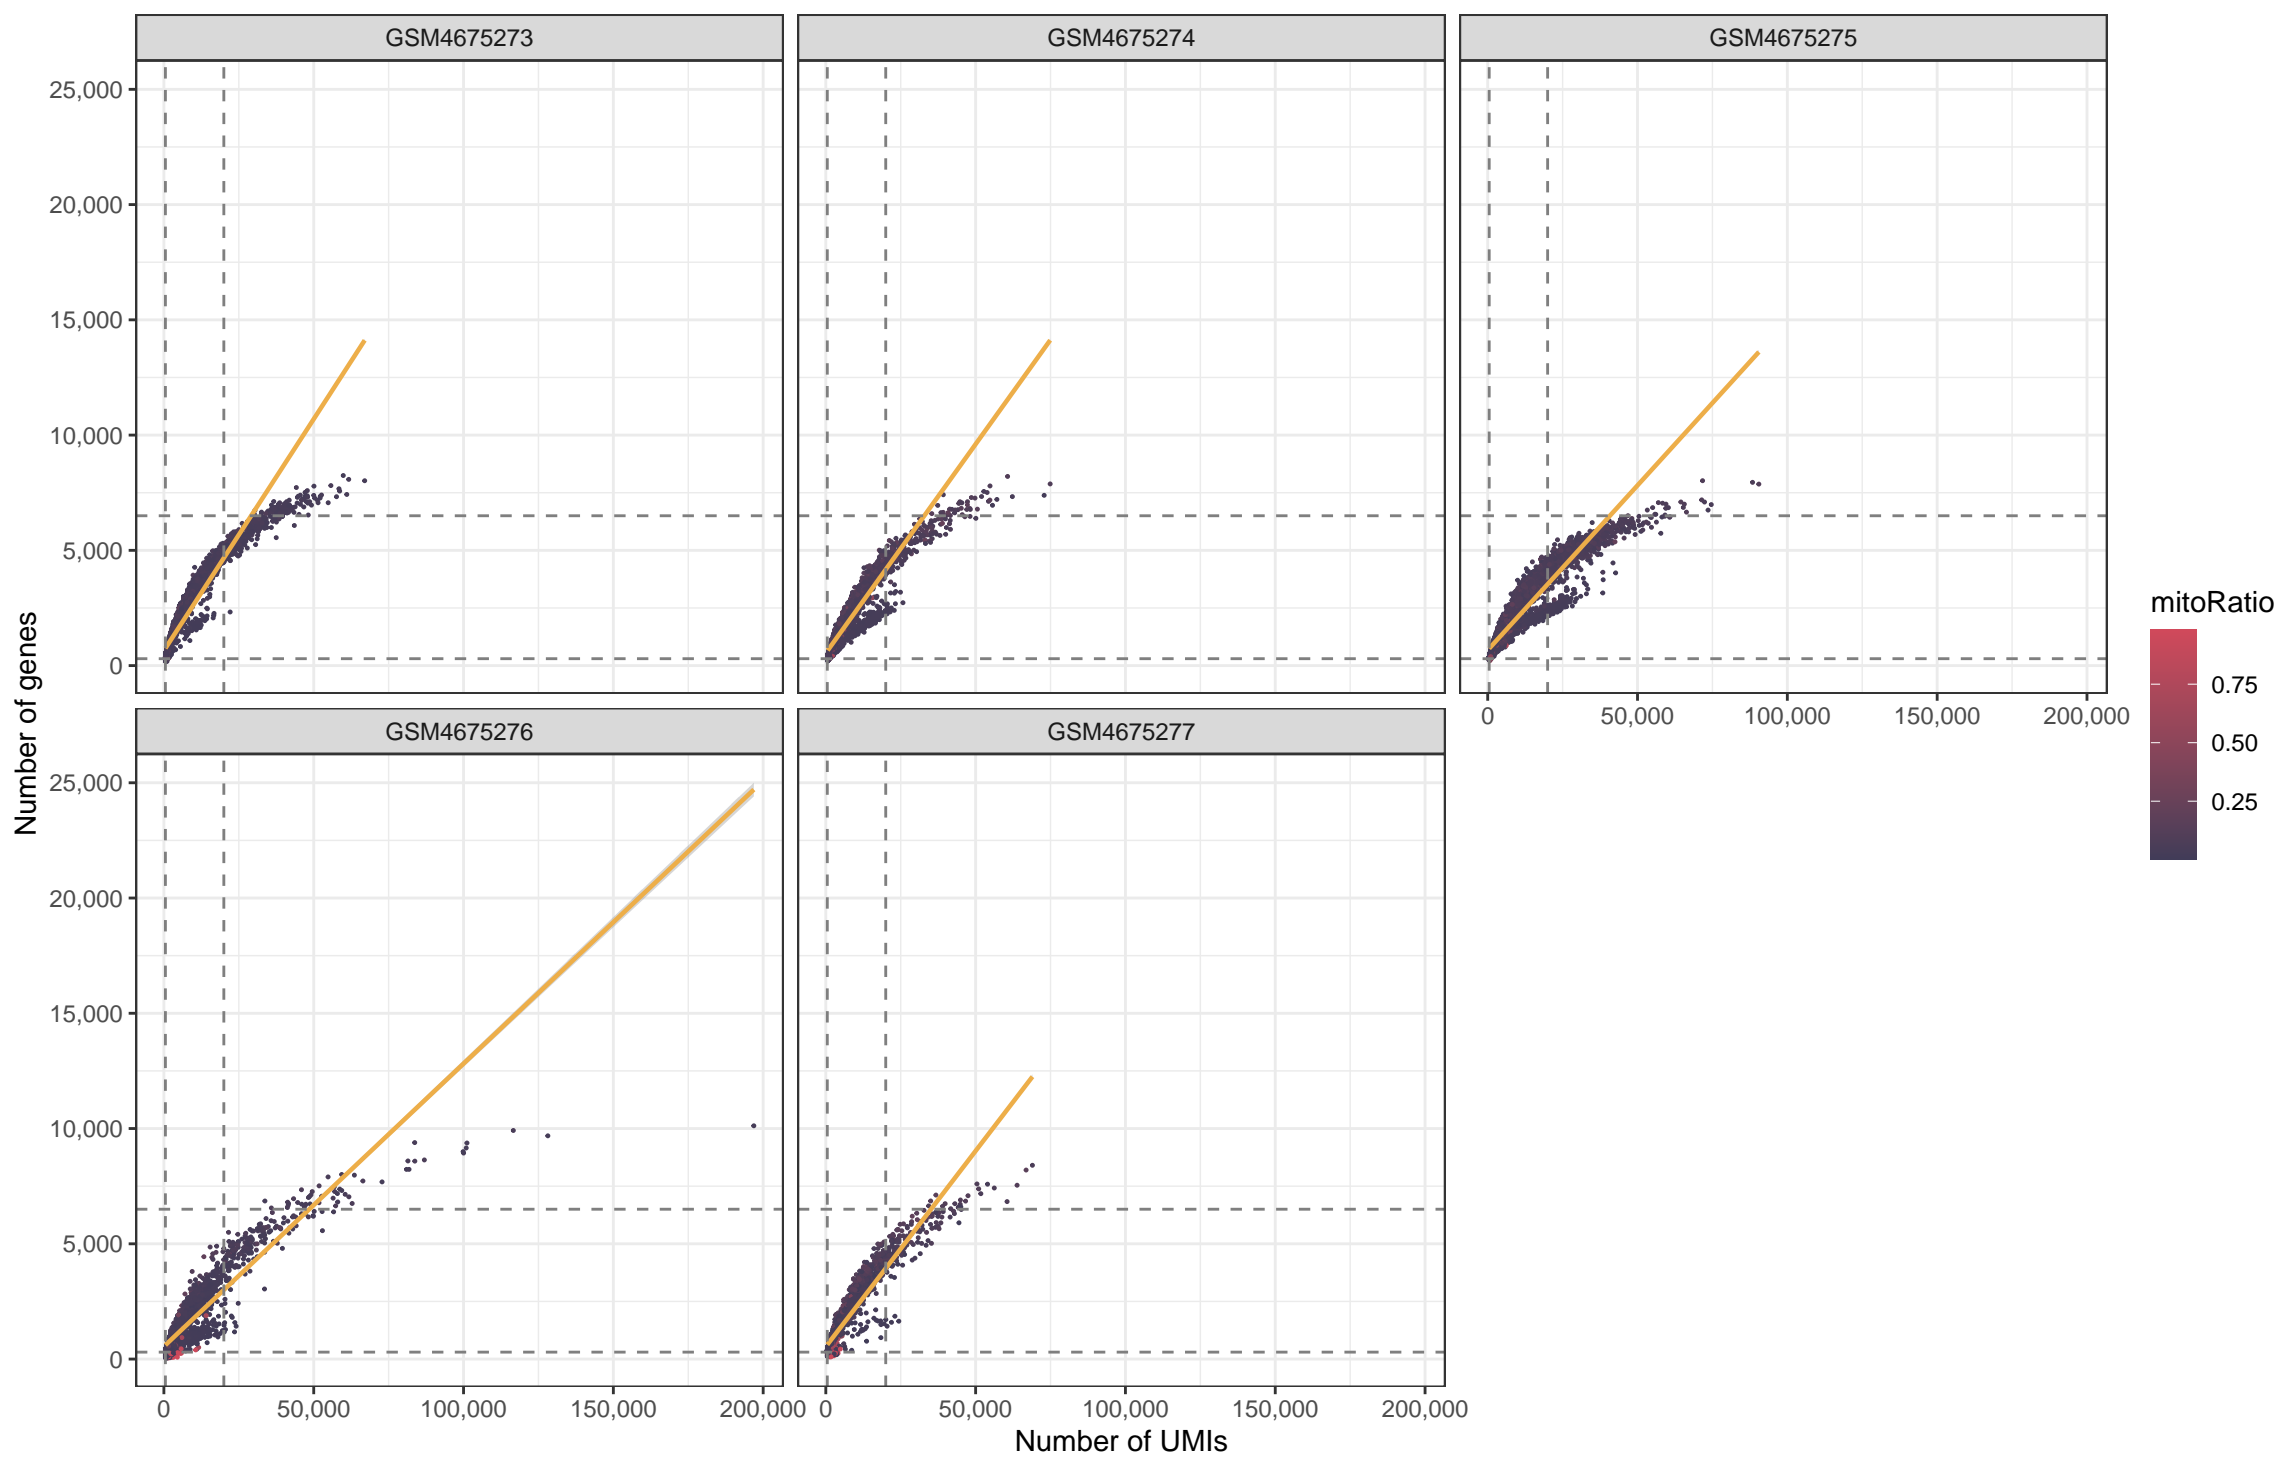 GSM4675273 GSM4675274 GSM4675275
25,000
20,000
15,000
10,000
5,000
0
0 50,000 100,000 150,000 200,000
GSM4675276 GSM4675277
25,000
20,000
15,000
10,000
5,000
0
0 50,000 100,000 150,000 200,000 0 50,000 100,000 150,000 200,000
Number of UMIs
Number of genes
mitoRatio
0.75
0.50
0.25